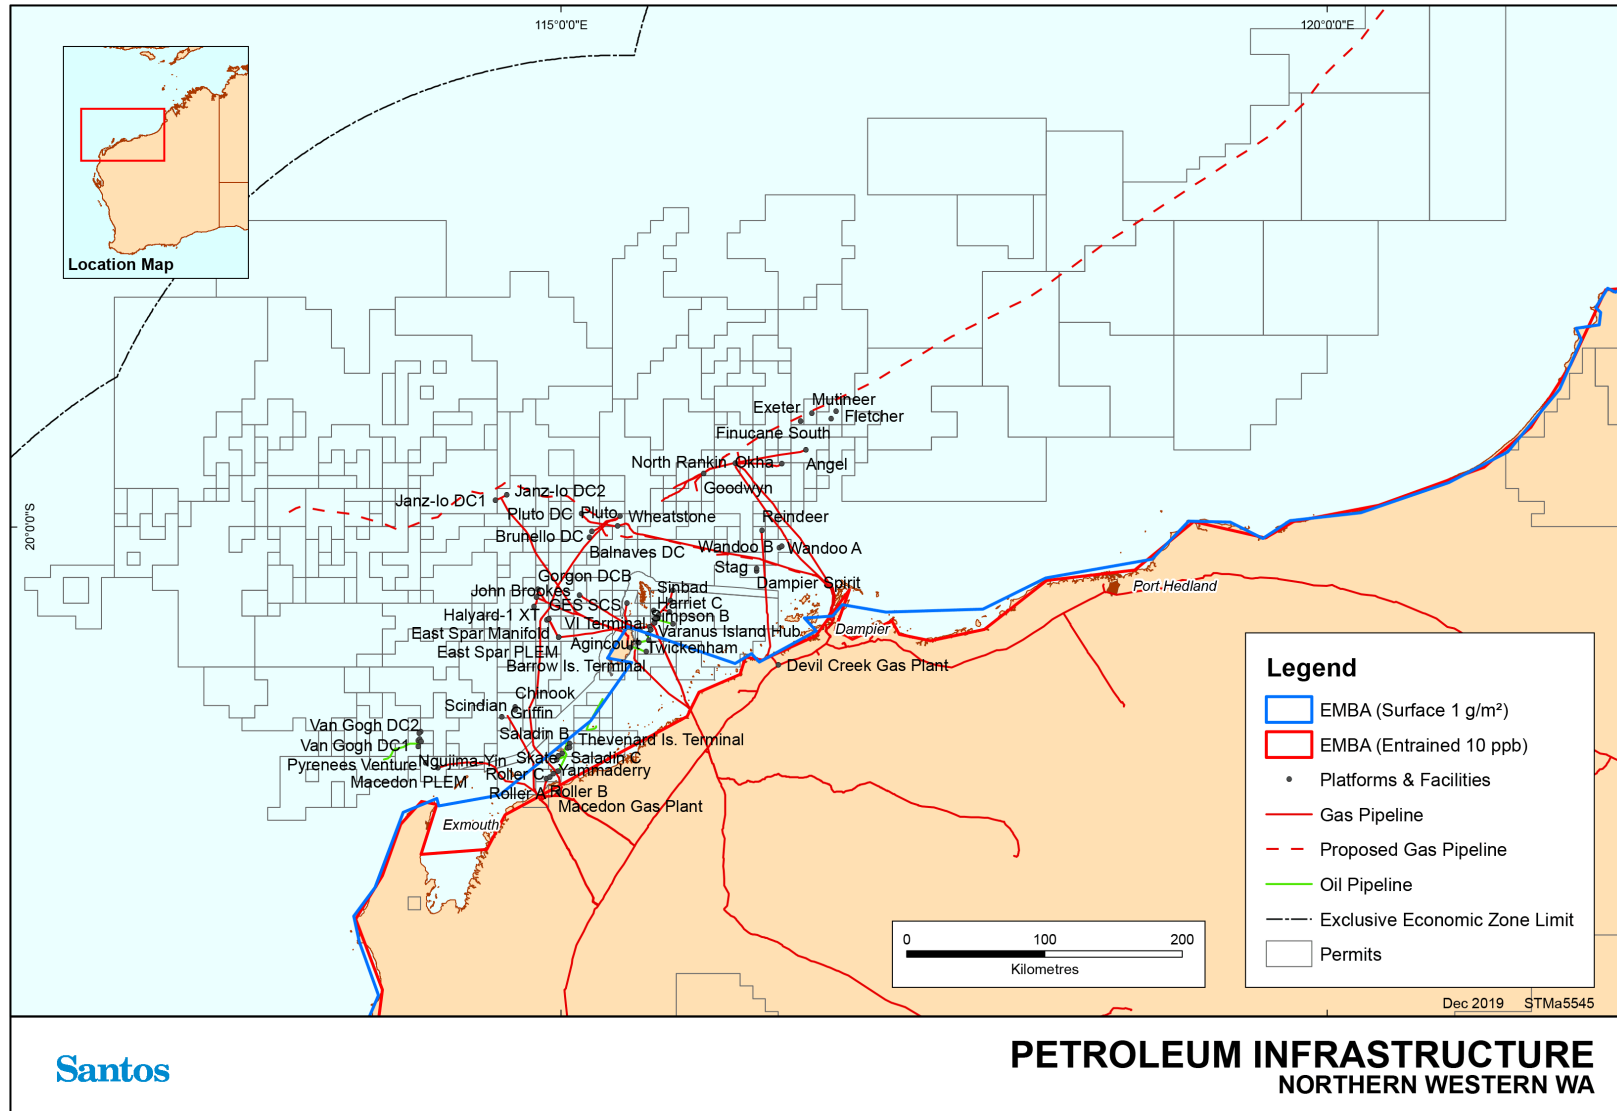 115°0'0"E
120°0'0"E
20°0'0"S
Location Map
Mutineer
Exeter
Fletcher
Finucane South
North Rankin
Okha
Angel
Goodwyn
Janz-Io DC2
Janz-Io DC1
Pluto DC
Pluto
Wheatstone
Reindeer
Brunello DC
Balnaves DC
Wandoo B
Wandoo A
Stag
Dampier Spirit
Gorgon DCB
Sinbad
John Brookes
GES SCS
Harriet C
Halyard-1 XT
Simpson B
VI Terminal
Varanus Island Hub
East Spar Manifold
Agincourt
Twickenham
East Spar PLEM
Barrow Is. Terminal
Devil Creek Gas Plant
Port Hedland
Dampier
Chinook
Scindian
Griffin
Van Gogh DC2
Saladin B
Thevenard Is. Terminal
Van Gogh DC1
Skate
Saladin C
Pyrenees Venture
Ngujima-Yin
Yammaderry
Macedon PLEM
Roller C
Roller A
Roller B
Macedon Gas Plant
Exmouth
Legend
EMBA (Surface 1 g/m²)
EMBA (Entrained 10 ppb)
Platforms & Facilities
Gas Pipeline
Proposed Gas Pipeline
Oil Pipeline
Exclusive Economic Zone Limit
Permits
0 100 200
Kilometres
Dec 2019 STMa5545
Santos
PETROLEUM INFRASTRUCTURE
NORTHERN WESTERN WA